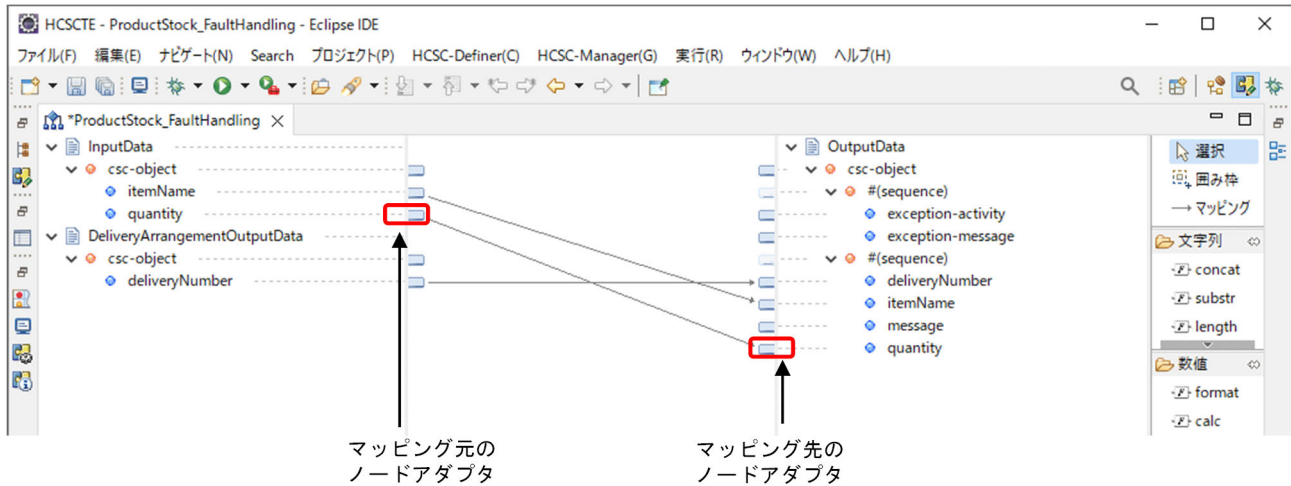 HCSCTE - ProductStock_FaultHandling - Eclipse IDE
ファイル(F) 編集(E) ナビゲート(N) Search プロジェクト(P) HCSC-Definer(C) HCSC-Manager(G) 実行(R) ウィンドウ(W) ヘルプ(H)
*ProductStock_FaultHandling
InputData
csc-object
itemName
quantity
DeliveryArrangementOutputData
csc-object
deliveryNumber
OutputData
csc-object
#(sequence)
exception-activity
exception-message
#(sequence)
deliveryNumber
itemName
message
quantity
選択
囲み枠
マッピング
文字列
concat
substr
length
数値
format
calc
マッピング元の
ノードアダプタ
マッピング先の
ノードアダプタ